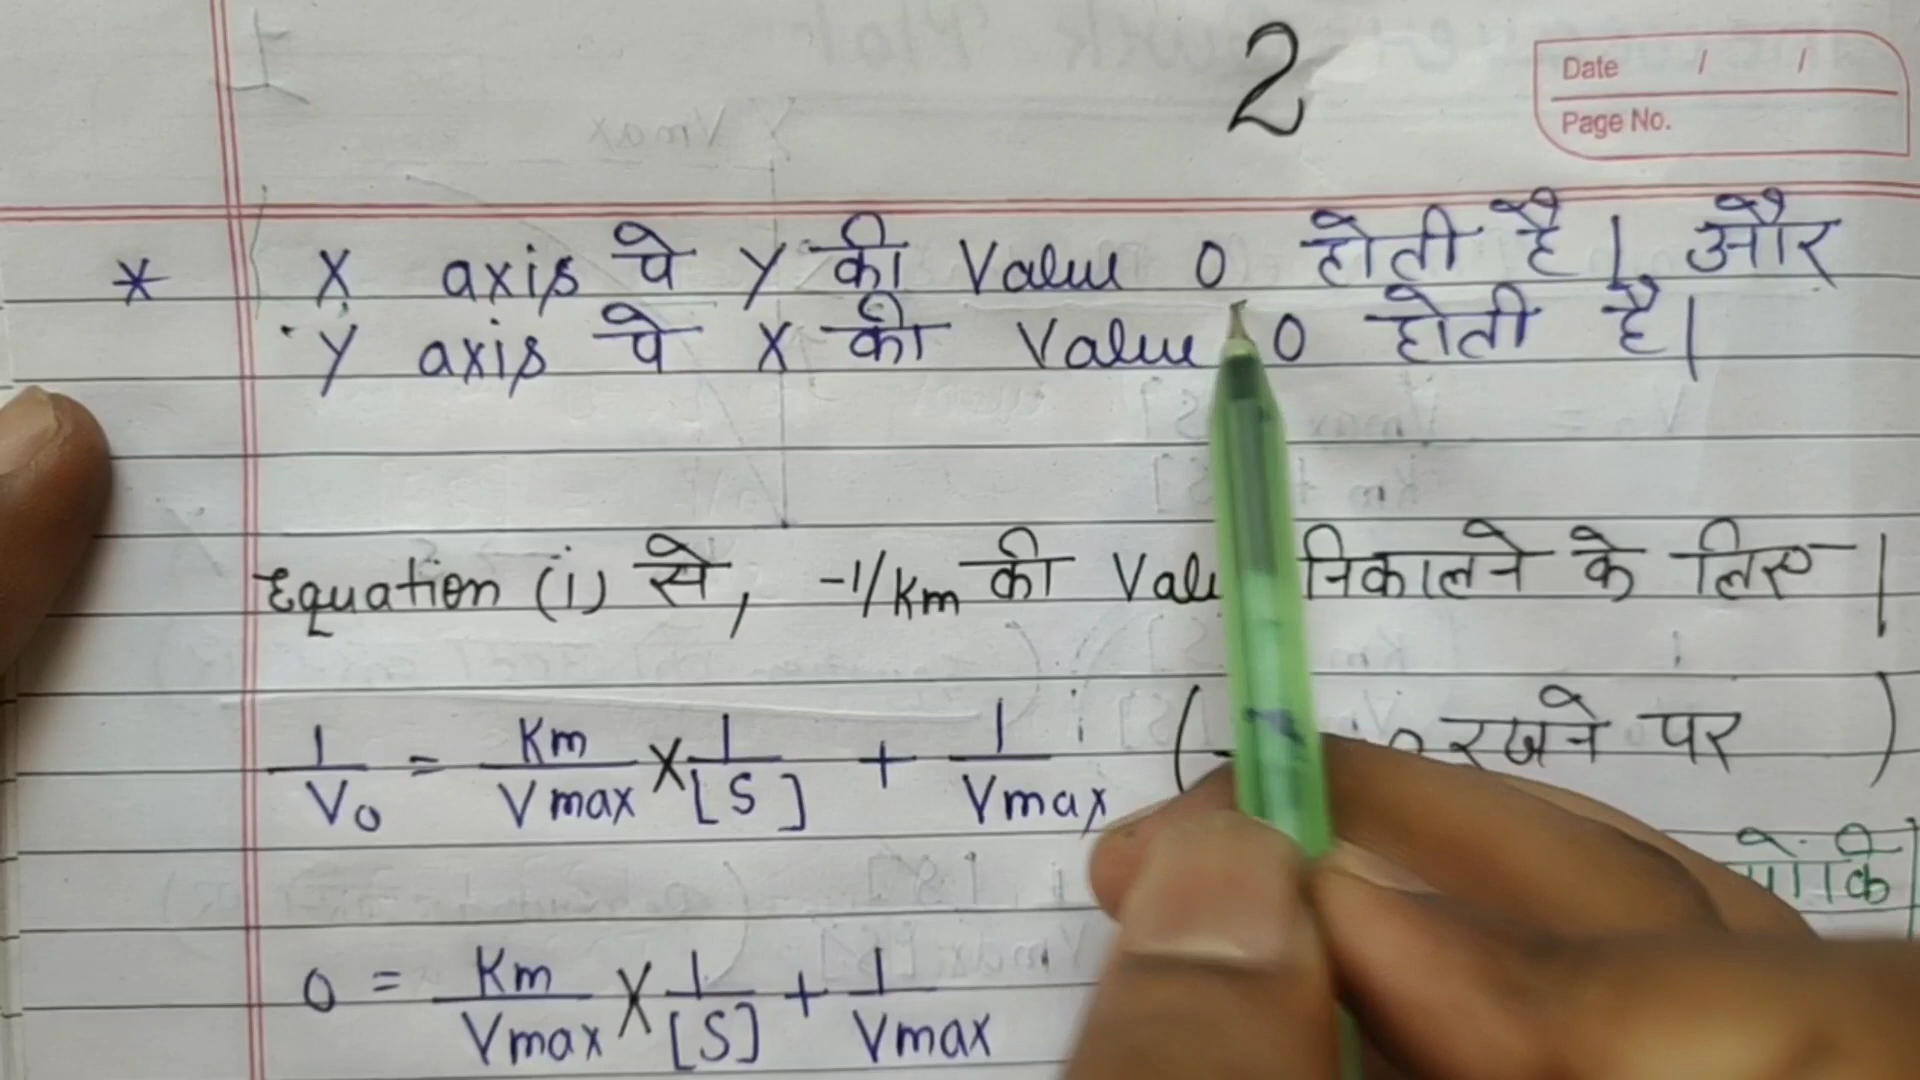 2
Date / /
Page No.
* X axis पे Y की Value 0 होती है। और
Y axis पे X की Value 0 होती है।
Equation (i) से, -1/Km की निकालने के लिए।
1/V₀ = Km/Vmax X 1/[S] + 1/Vmax ( रखने पर )
0 = Km/Vmax X 1/[S] + 1/Vmax